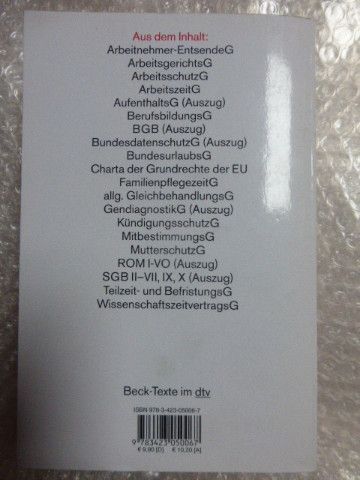 Aus dem Inhalt:
Arbeitnehmer-EntsendeG
ArbeitsgerichtsG
ArbeitsschutzG
ArbeitszeitG
AufenthaltsG (Auszug)
BerufsbildungsG
BGB (Auszug)
BundesdatenschutzG (Auszug)
BundesurlaubsG
Charta der Grundrechte der EU
FamilienpflegezeitG
allg. GleichbehandlungsG
GendiagnostikG (Auszug)
KündigungsschutzG
MitbestimmungsG
MutterschutzG
ROM I-VO (Auszug)
SGB II–VII, IX, X (Auszug)
Teilzeit- und BefristungsG
WissenschaftszeitvertragsG
Beck-Texte im dtv
ISBN 978-3-423-05006-7
9 783423 050067
€ 9,90 [D] € 10,20 [A]